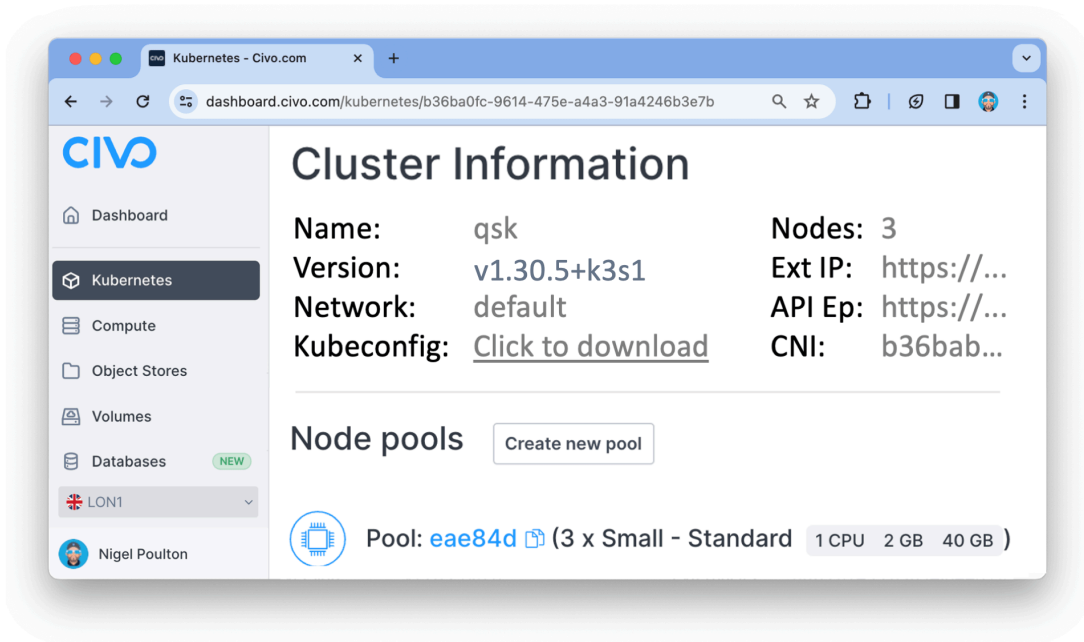 civo Kubernetes - Civo.com
dashboard.civo.com/kubernetes/b36ba0fc-9614-475e-a4a3-91a4246b3e7b
CIVO
Dashboard
Kubernetes
Compute
Object Stores
Volumes
Databases NEW
LON1
Nigel Poulton
Cluster Information
Name: qsk Nodes: 3
Version: v1.30.5+k3s1 Ext IP: https://...
Network: default API Ep: https://...
Kubeconfig: Click to download CNI: b36bab...
Node pools Create new pool
Pool: eae84d (3 x Small - Standard 1 CPU 2 GB 40 GB )